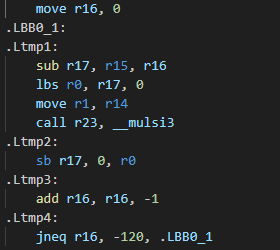 move r16, 0
.LBB0_1:
.Ltmp1:
sub r17, r15, r16
lbs r0, r17, 0
move r1, r14
call r23, __mulsi3
.Ltmp2:
sb r17, 0, r0
.Ltmp3:
add r16, r16, -1
.Ltmp4:
jneq r16, -120, .LBB0_1